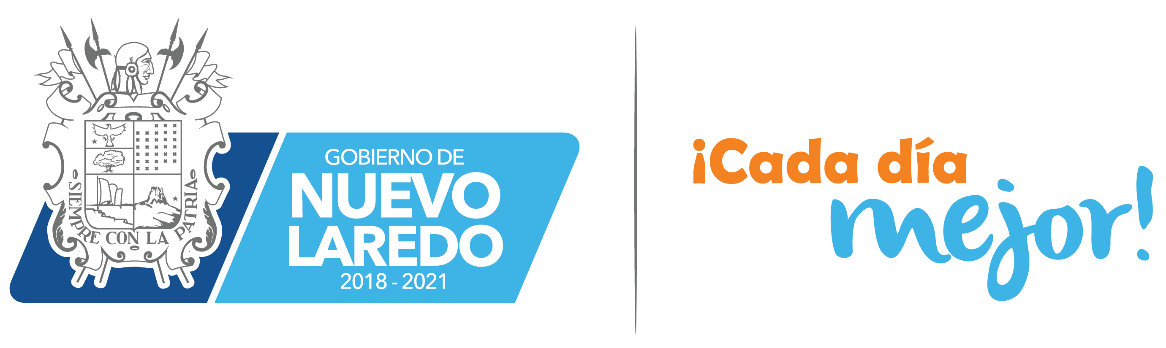 SIEMPRE CON LA PATRIA
GOBIERNO DE
NUEVO
LAREDO
2018 - 2021
¡Cada día
mejor!